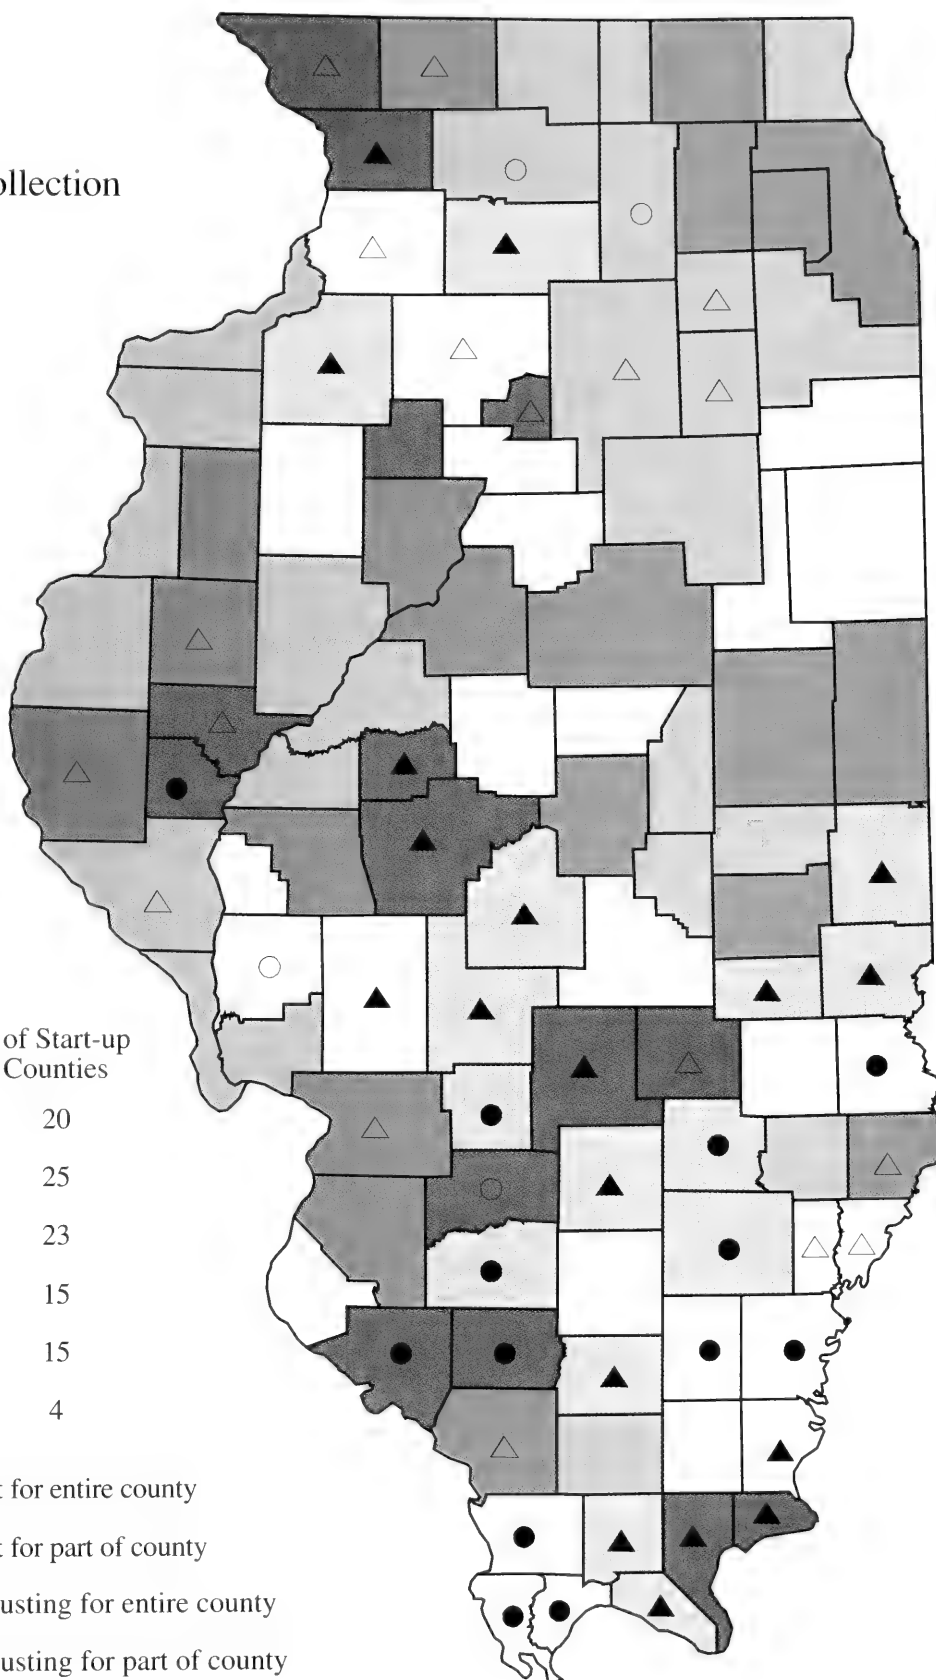 ollection
of Start-up
Counties
20
25
23
15
15
4
t for entire county
t for part of county
usting for entire county
usting for part of county